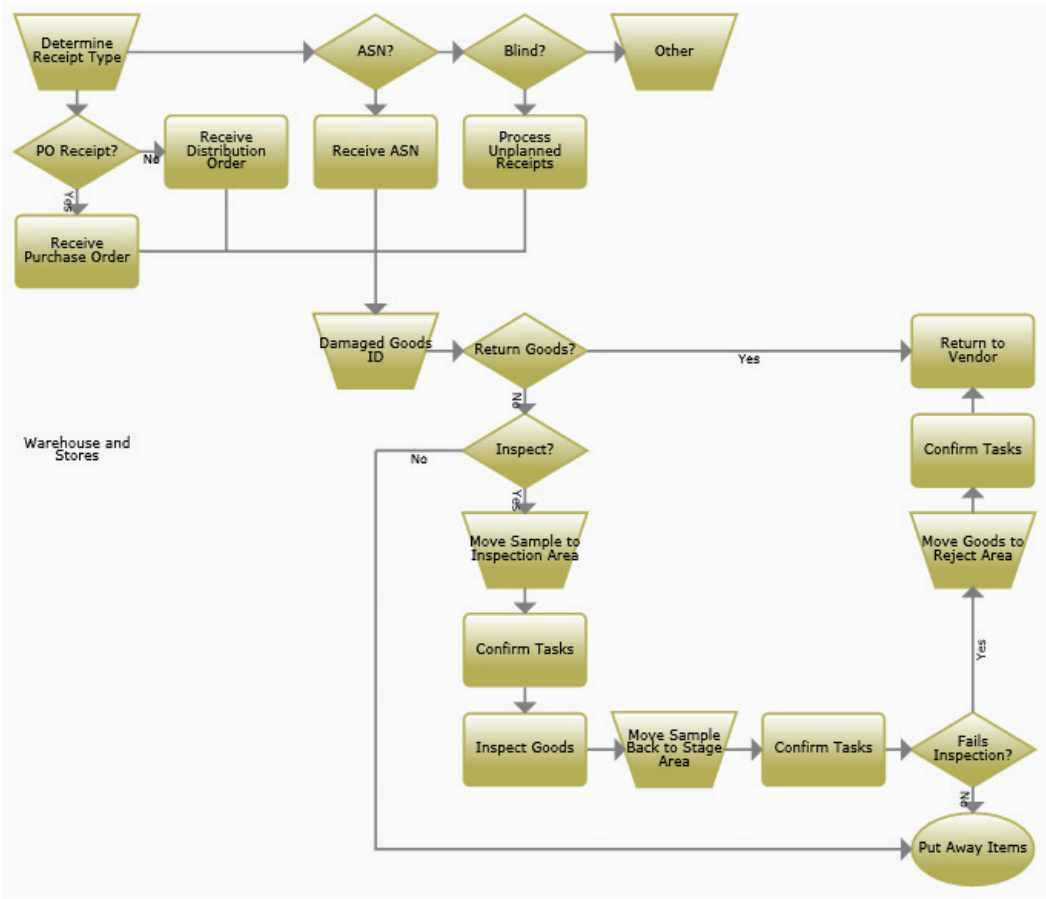 Determine
Receipt Type
ASN?
Blind?
Other
PO Receipt?
No
Receive
Distribution
Order
Receive ASN
Process
Unplanned
Receipts
Yes
Receive
Purchase Order
Damaged Goods
ID
Return Goods?
Yes
Return to
Vendor
No
Warehouse and
Stores
Inspect?
No
Confirm Tasks
Yes
Move Sample to
Inspection Area
Move Goods to
Reject Area
Confirm Tasks
Yes
Inspect Goods
Move Sample
Back to Stage
Area
Confirm Tasks
Fails
Inspection?
No
Put Away Items